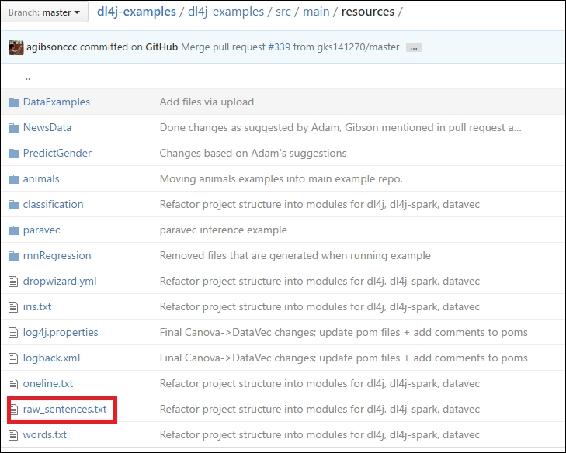 Branch: master dl4j-examples / dl4j-examples / src / main / resources /
agibsonccc committed on GitHub Merge pull request #339 from gks141270/master ...
..
DataExamples Add files via upload
NewsData Done changes as suggested by Adam, Gibson mentioned in pull request a...
PredictGender Changes based on Adam's suggestions
animals Moving animals examples into main example repo.
classification Refactor project structure into modules for dl4j, dl4j-spark, datavec
paravec paravec inference example
rnnRegression Removed files that are generated when running example
dropwizard.yml Refactor project structure into modules for dl4j, dl4j-spark, datavec
iris.txt Refactor project structure into modules for dl4j, dl4j-spark, datavec
log4j.properties Final Canova->DataVec changes; update pom files + add comments to poms
logback.xml Final Canova->DataVec changes; update pom files + add comments to poms
oneline.txt Refactor project structure into modules for dl4j, dl4j-spark, datavec
raw_sentences.txt Refactor project structure into modules for dl4j, dl4j-spark, datavec
words.txt Refactor project structure into modules for dl4j, dl4j-spark, datavec